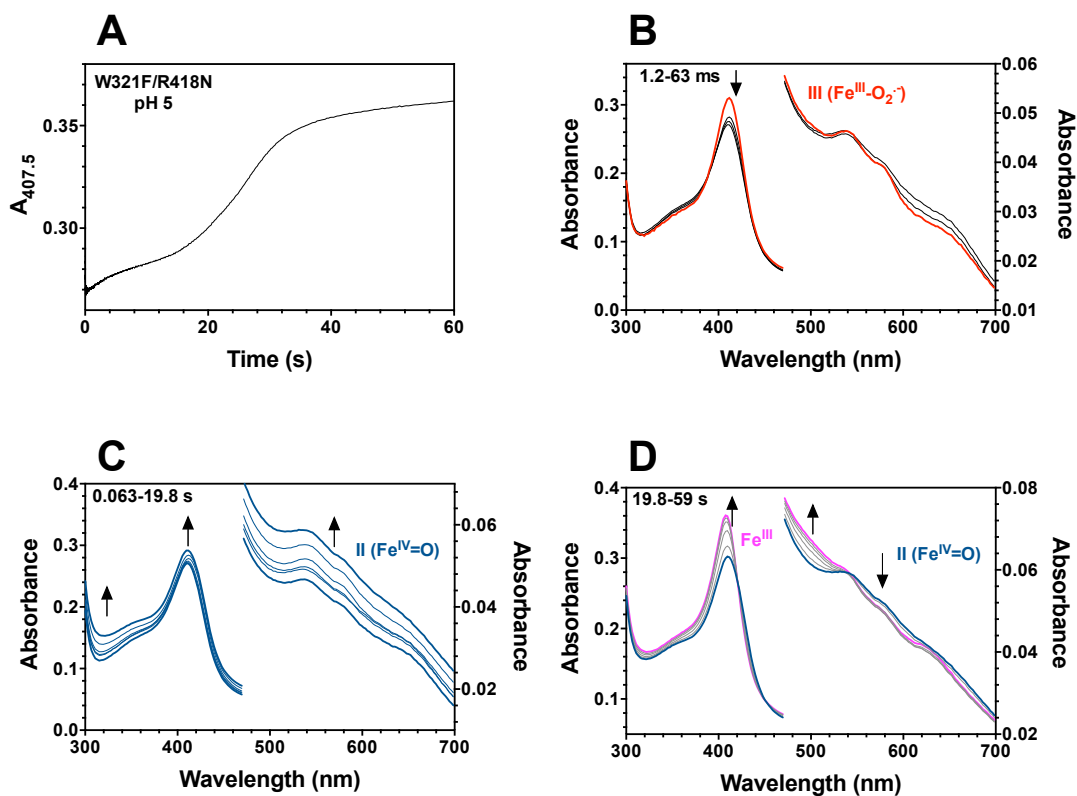 A
W321F/R418N
pH 5
A407.5
0.35
0.30
0
20
40
60
Time (s)
B
1.2-63 ms
III (FeIII-O2·-)
Absorbance
0.3
0.2
0.1
0.0
0.06
0.05
0.04
0.03
0.02
0.01
Absorbance
300
400
500
600
700
Wavelength (nm)
C
0.063-19.8 s
II (FeIV=O)
Absorbance
0.4
0.3
0.2
0.1
0.0
0.06
0.04
0.02
Absorbance
300
400
500
600
700
Wavelength (nm)
D
19.8-59 s
FeIII
II (FeIV=O)
Absorbance
0.4
0.3
0.2
0.1
0.08
0.06
0.04
0.02
Absorbance
300
400
500
600
700
Wavelength (nm)